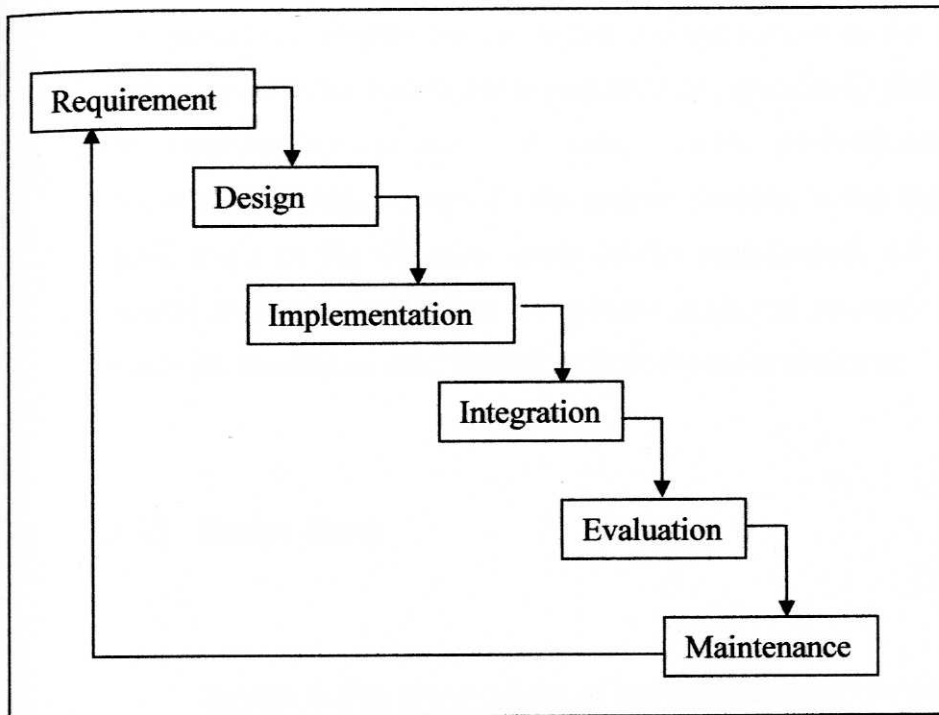 Requirement
Design
Implementation
Integration
Evaluation
Maintenance